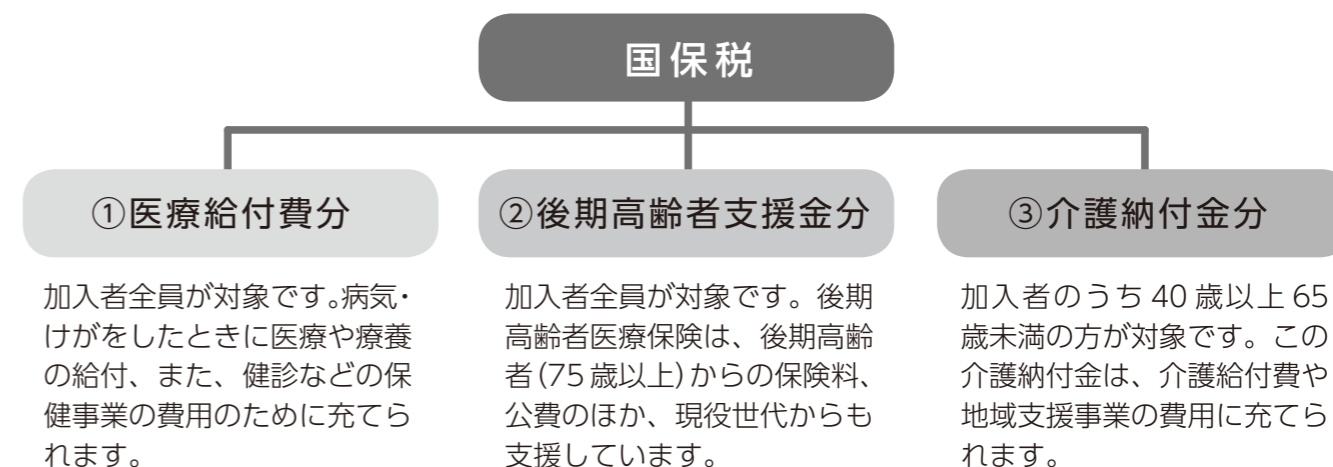 国保税
①医療給付費分
加入者全員が対象です。病気・
けがをしたときに医療や療養
の給付、また、健診などの保
健事業の費用のために充てら
れます。
②後期高齢者支援金分
加入者全員が対象です。後期
高齢者医療保険は、後期高齢
者(75歳以上)からの保険料、
公費のほか、現役世代からも
支援しています。
③介護納付金分
加入者のうち40歳以上65
歳未満の方が対象です。この
介護納付金は、介護給付費や
地域支援事業の費用に充てら
れます。